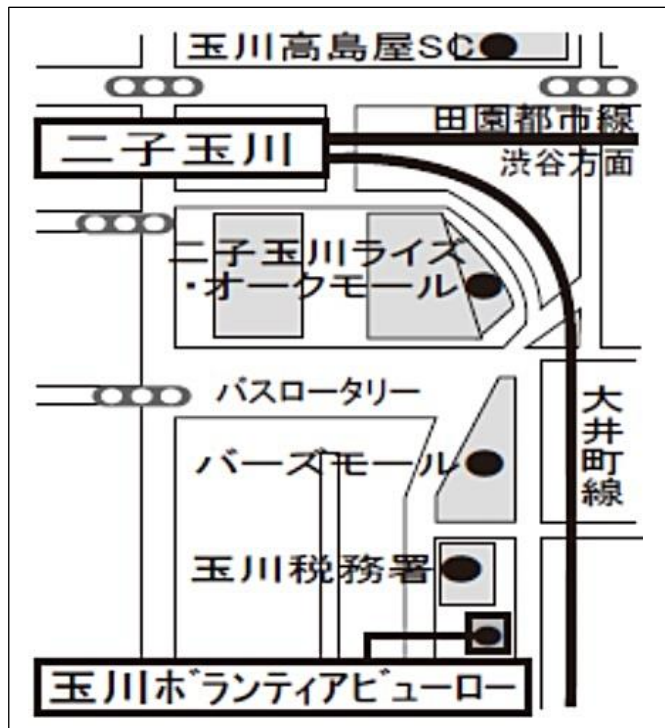 玉川高島屋SC
田園都市線
二子玉川
渋谷方面
二子玉川ライズ
・オークモール
バスロータリー
大井町線
バーズモール
玉川税務署
玉川ボランティアビューロー